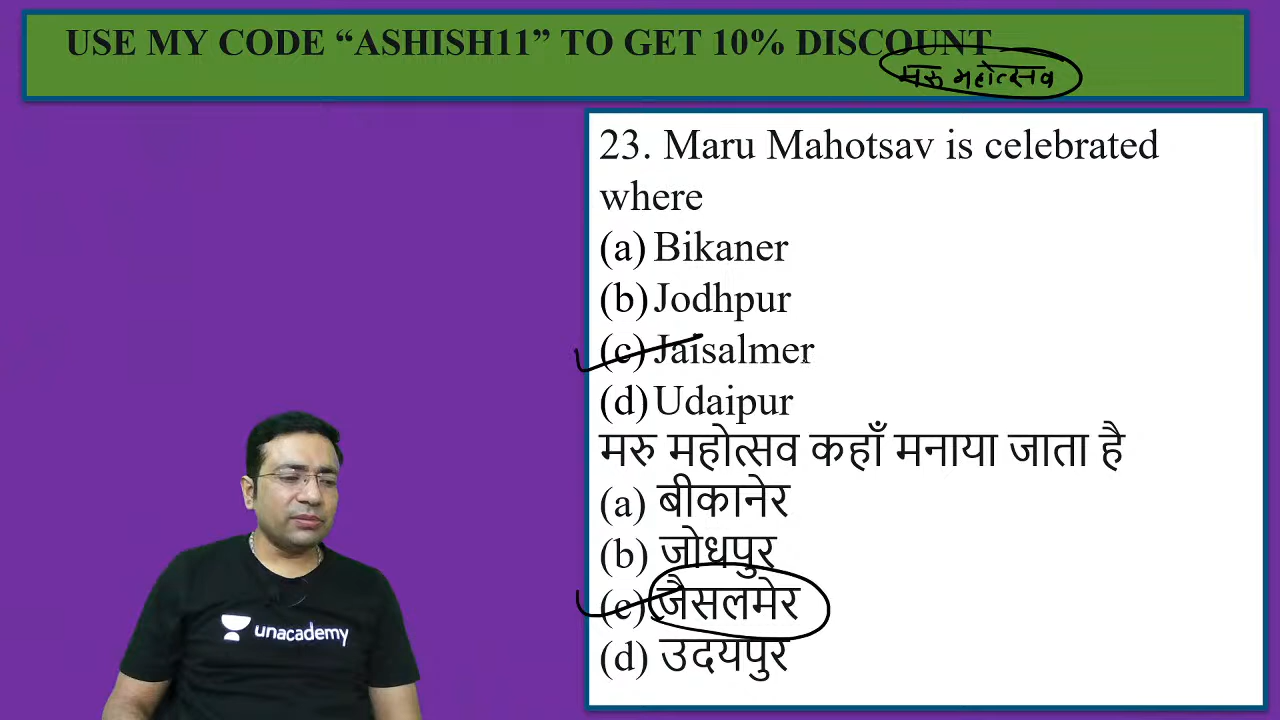 USE MY CODE “ASHISH11” TO GET 10% DISCOUNT
मरु महोत्सव
23. Maru Mahotsav is celebrated
where
(a) Bikaner
(b) Jodhpur
(c) Jaisalmer
(d) Udaipur
मरु महोत्सव कहाँ मनाया जाता है
(a) बीकानेर
(b) जोधपुर
(c) जैसलमेर
(d) उदयपुर
unacademy